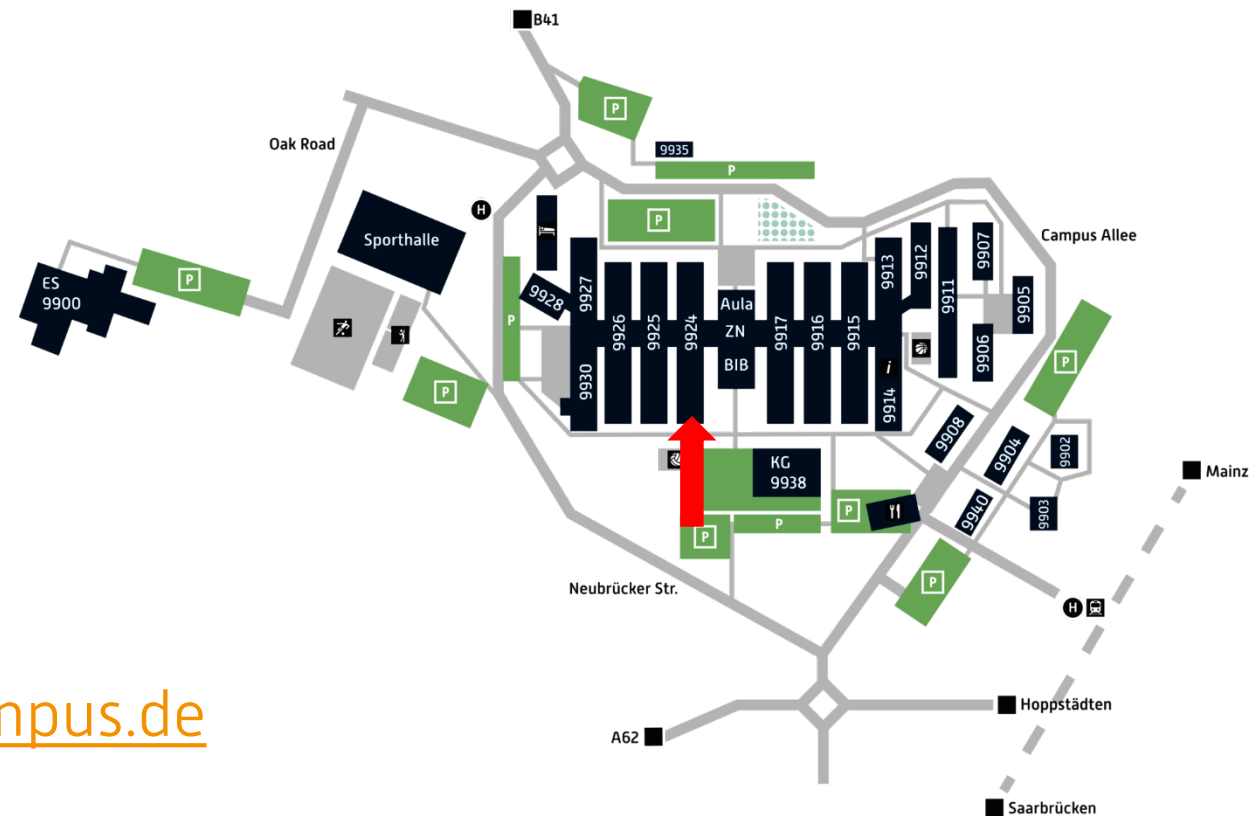 B41
P
Oak Road
9935
P
H
P
Sporthalle
Campus Allee
ES
9900
P
9928
9927
9926
9925
9924
Aula
ZN
BIB
9917
9916
9915
9913
9912
9911
9907
9905
9906
P
9930
i
9914
P
P
9908
9904
9902
KG
9938
Mainz
P
9940
9903
P
P
Neubrücker Str.
P
H
mpus.de
Hoppstädten
A62
Saarbrücken